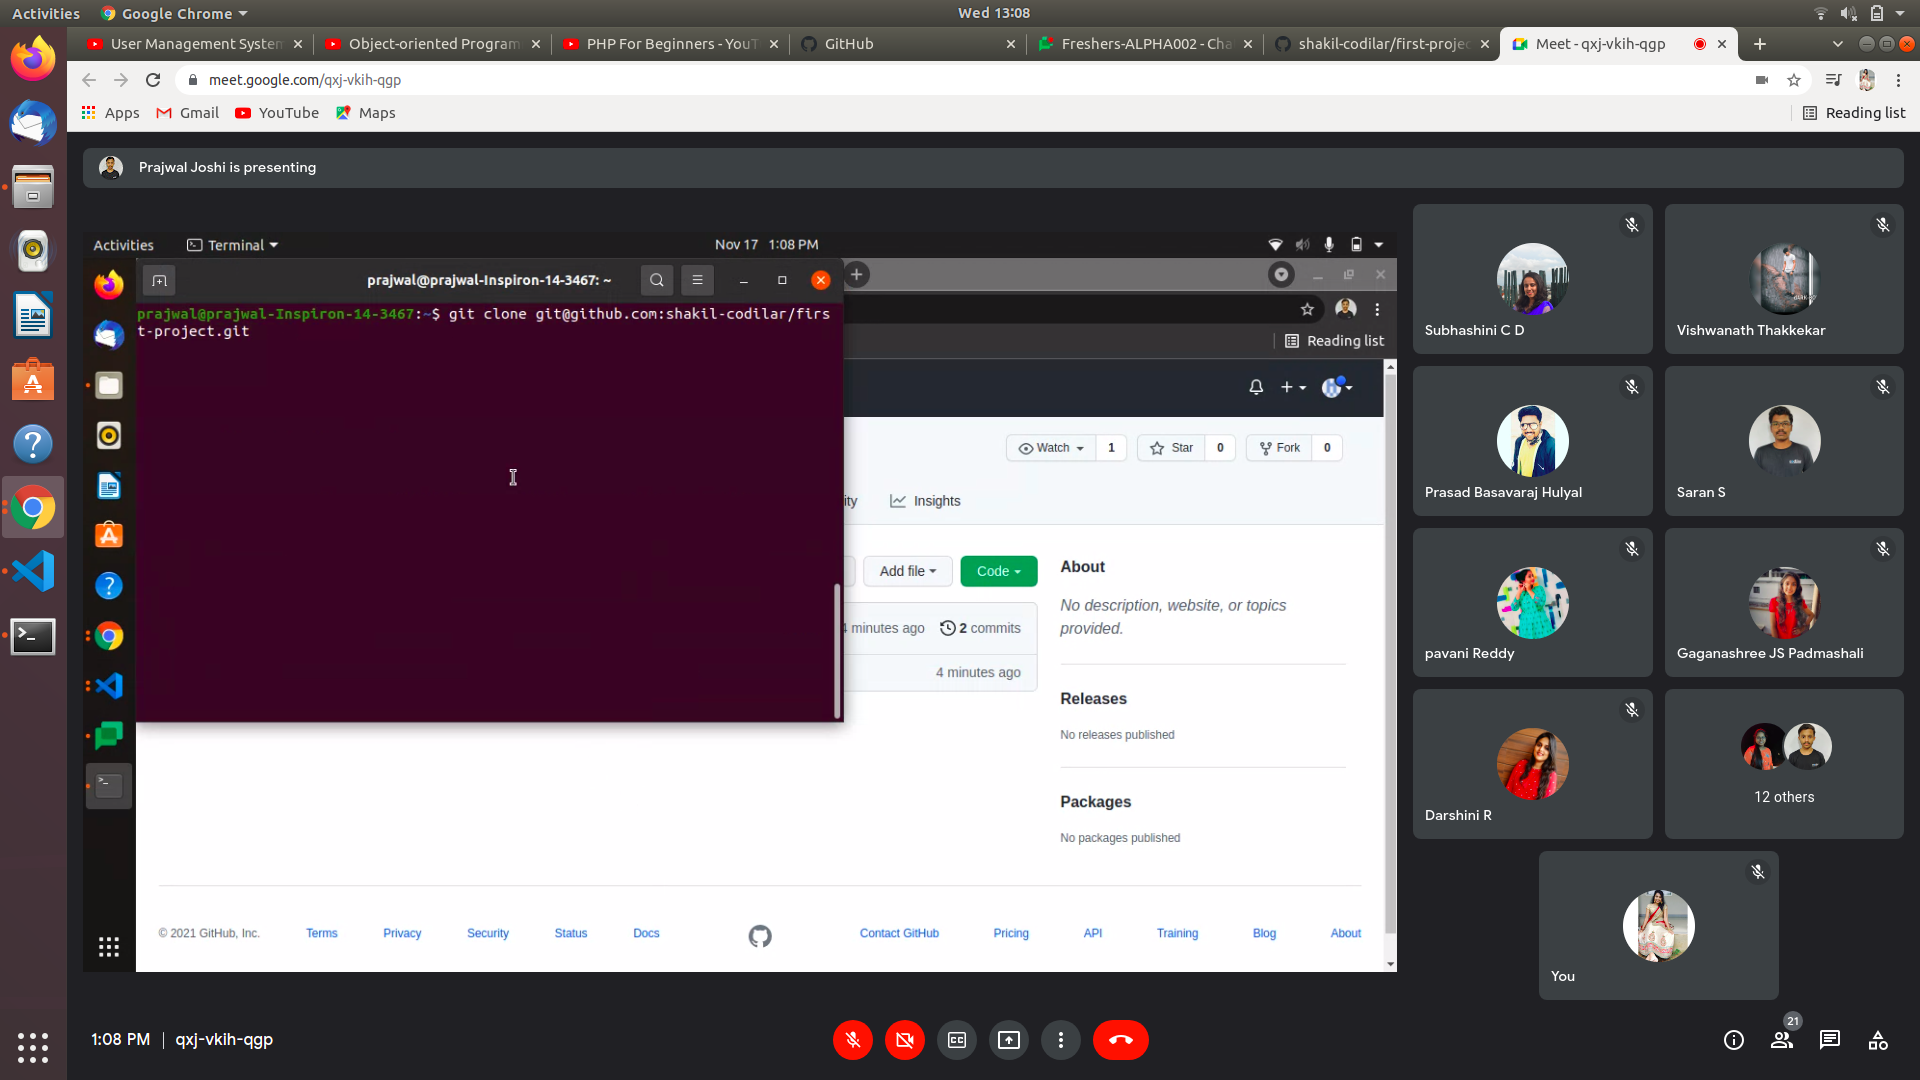 Activities
Google Chrome
Wed 13:08
User Management System
Object-oriented Program
PHP For Beginners - YouT
GitHub
Freshers-ALPHA002 - Cha
shakil-codilar/first-projec
Meet - qxj-vkih-qgp
meet.google.com/qxj-vkih-qgp
Apps
Gmail
YouTube
Maps
Reading list
Prajwal Joshi is presenting
Activities
Terminal
Nov 17 1:08 PM
prajwal@prajwal-Inspiron-14-3467: ~
prajwal@prajwal-Inspiron-14-3467:~$ git clone git@github.com:shakil-codilar/firs
t-project.git
Reading list
Watch 1
Star 0
Fork 0
ity
Insights
Add file
Code
4 minutes ago
2 commits
4 minutes ago
About
No description, website, or topics
provided.
Releases
No releases published
Packages
No packages published
© 2021 GitHub, Inc.
Terms
Privacy
Security
Status
Docs
Contact GitHub
Pricing
API
Training
Blog
About
Subhashini C D
Vishwanath Thakkekar
Prasad Basavaraj Hulyal
Saran S
pavani Reddy
Gaganashree JS Padmashali
Darshini R
12 others
You
1:08 PM | qxj-vkih-qgp
21